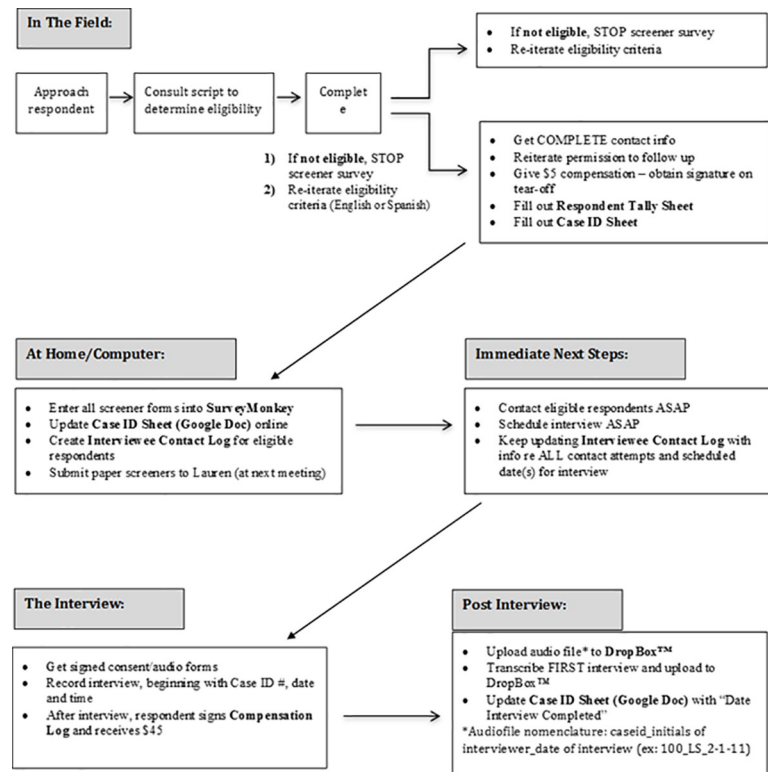 In The Field:
Approach
respondent
Consult script to
determine eligibility
Complet
e
1) If not eligible, STOP
screener survey
2) Re-iterate eligibility
criteria (English or Spanish)
• If not eligible, STOP screener survey
• Re-iterate eligibility criteria
• Get COMPLETE contact info
• Reiterate permission to follow up
• Give $5 compensation – obtain signature on
tear-off
• Fill out Respondent Tally Sheet
• Fill out Case ID Sheet
At Home/Computer:
• Enter all screener forms into SurveyMonkey
• Update Case ID Sheet (Google Doc) online
• Create Interviewee Contact Log for eligible
respondents
• Submit paper screeners to Lauren (at next meeting)
Immediate Next Steps:
• Contact eligible respondents ASAP
• Schedule interview ASAP
• Keep updating Interviewee Contact Log with
info re ALL contact attempts and scheduled
date(s) for interview
The Interview:
• Get signed consent/audio forms
• Record interview, beginning with Case ID #, date
and time
• After interview, respondent signs Compensation
Log and receives $45
Post Interview:
• Upload audio file* to DropBox™
• Transcribe FIRST interview and upload to
DropBox™
• Update Case ID Sheet (Google Doc) with “Date
Interview Completed”
*Audiofile nomenclature: caseid_initials of
interviewer_date of interview (ex: 100_LS_2-1-11)